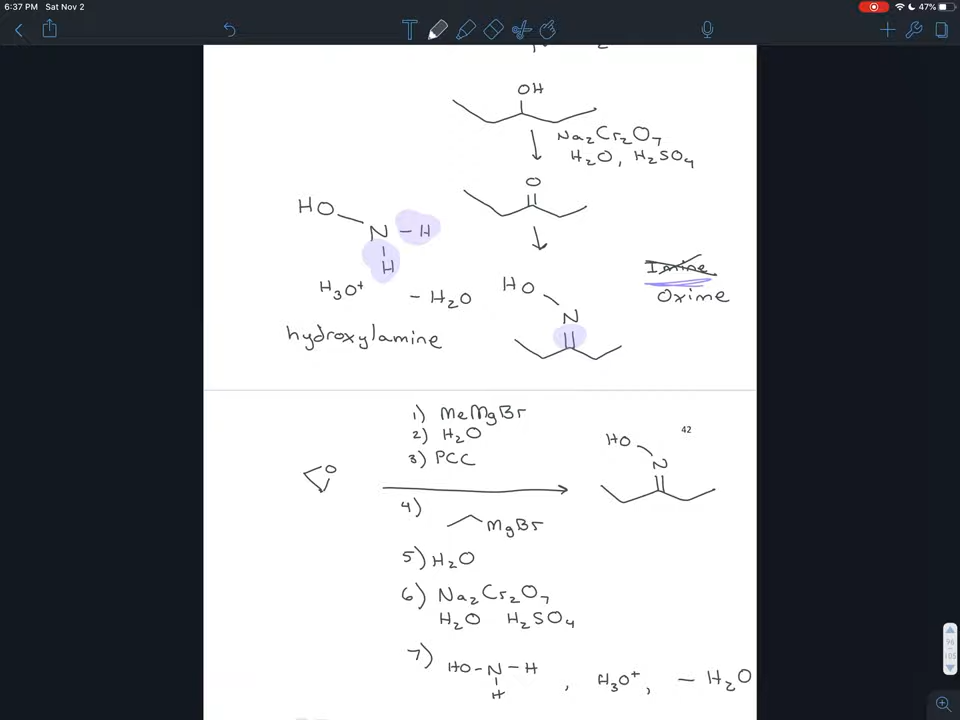 6:37 PM Sat Nov 2
47%
OH
Na2Cr2O7
H2O, H2SO4
O
HO
N – H
H
H3O+
– H2O
hydroxylamine
HO
N
Imine
Oxime
1) MeMgBr
2) H2O
3) PCC
42
O
HO
N
4)
MgBr
5) H2O
6) Na2Cr2O7
H2O H2SO4
7) HO-N-H
H
, H3O+, – H2O